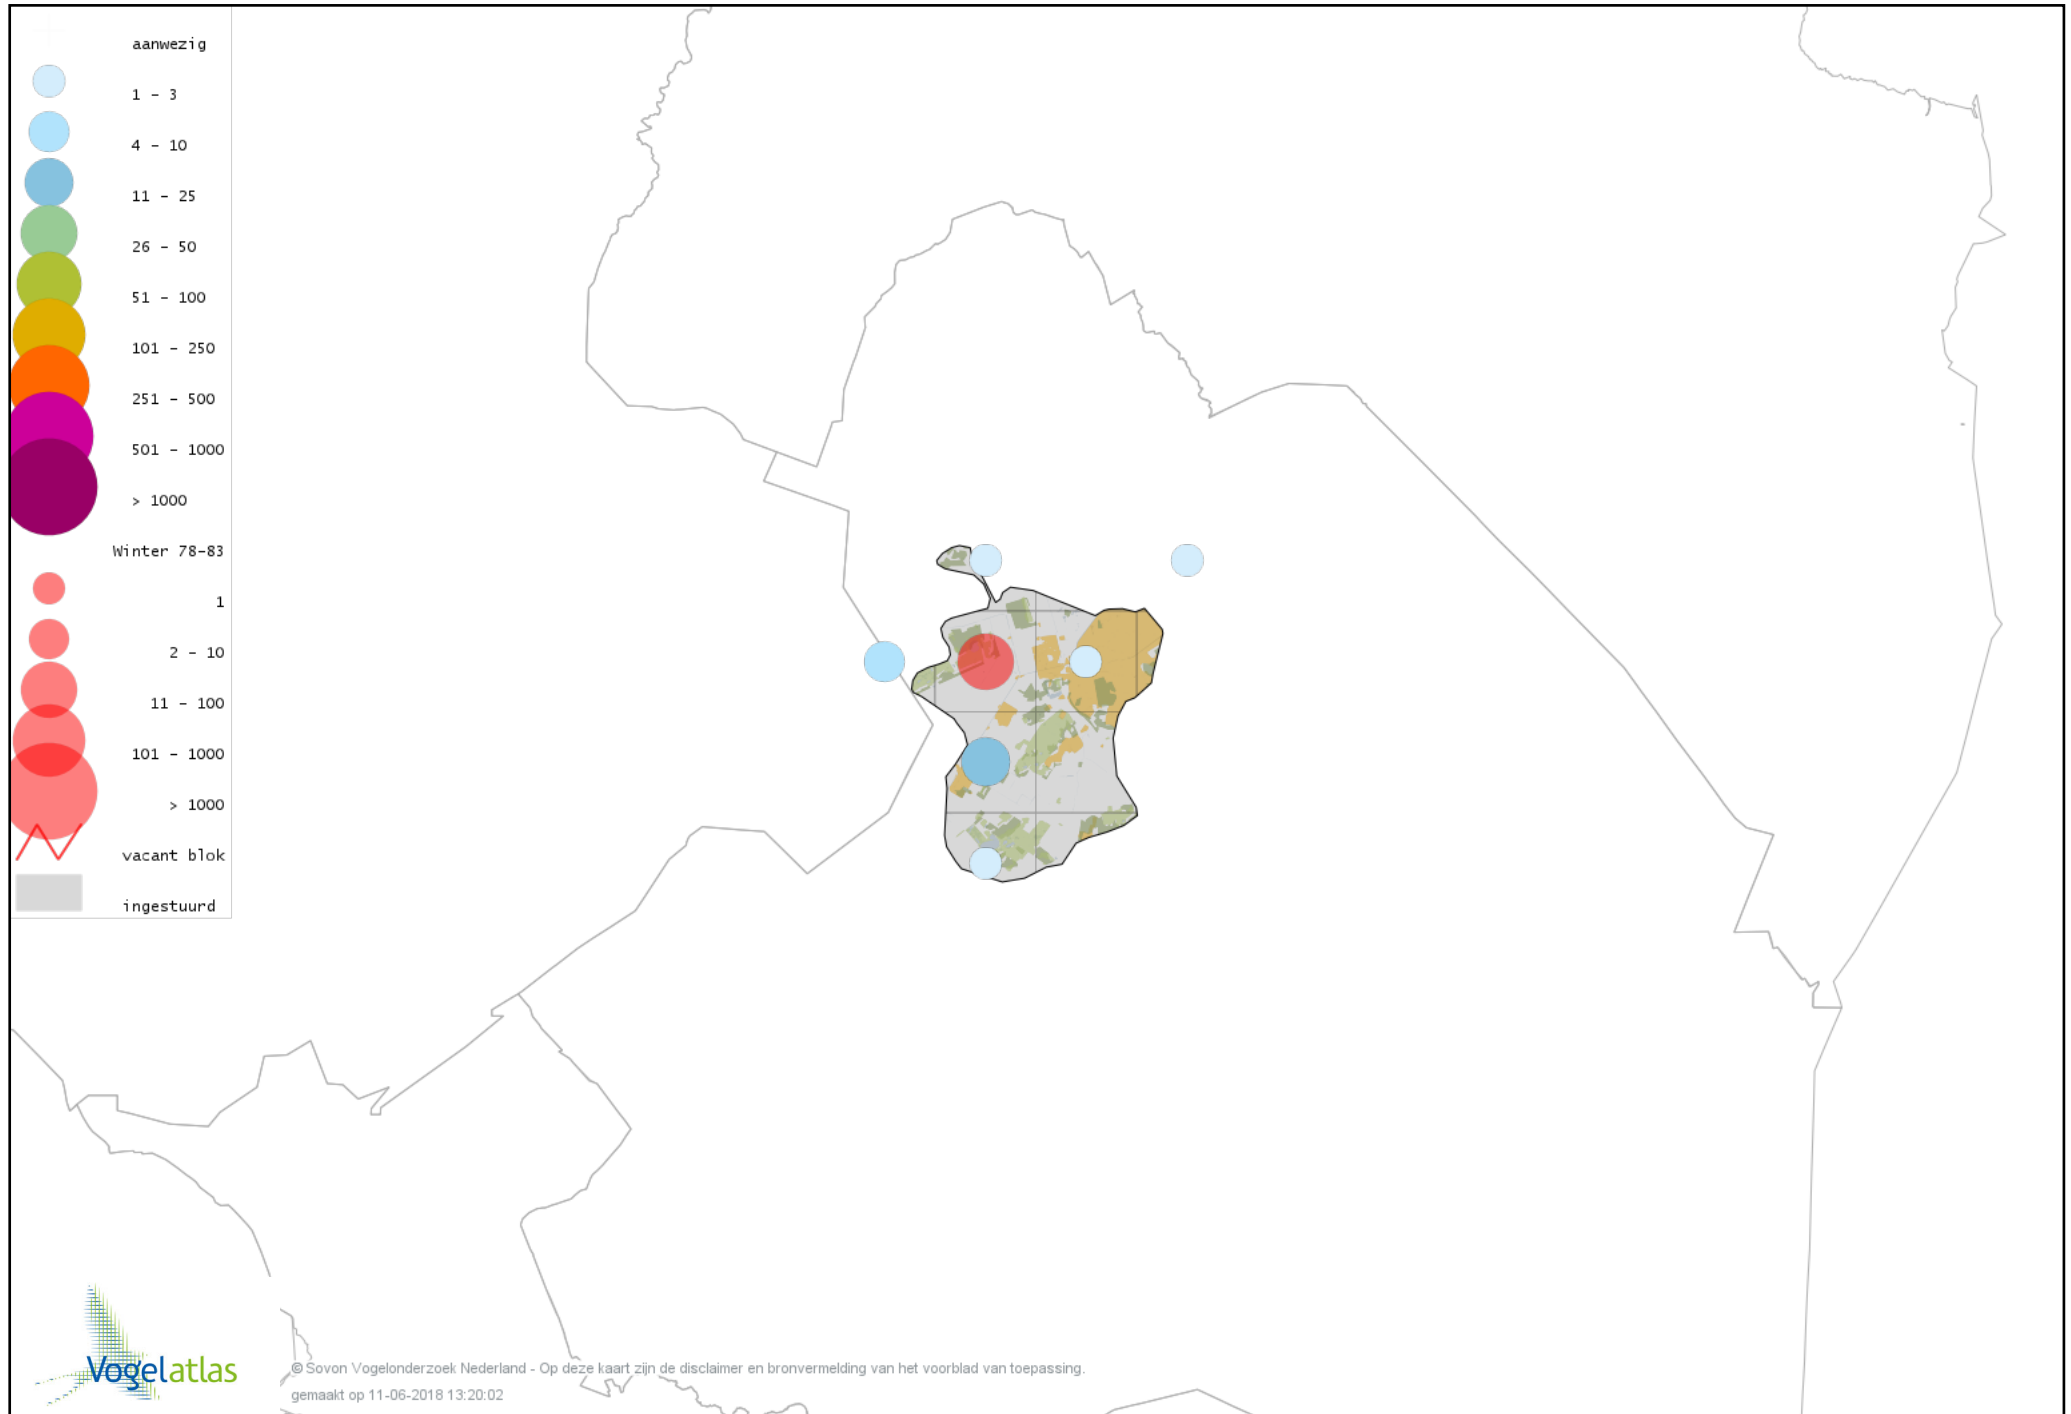 aanwezig
1 – 3
4 – 10
11 – 25
26 – 50
51 – 100
101 – 250
251 – 500
501 – 1000
> 1000
Winter 78-83
1
2 – 10
11 – 100
101 – 1000
> 1000
vacant blok
ingestuurd
Vogelatlas
© Sovon Vogelonderzoek Nederland - Op deze kaart zijn de disclaimer en bronvermelding van het voorblad van toepassing.
gemaakt op 11-06-2018 13:20:02